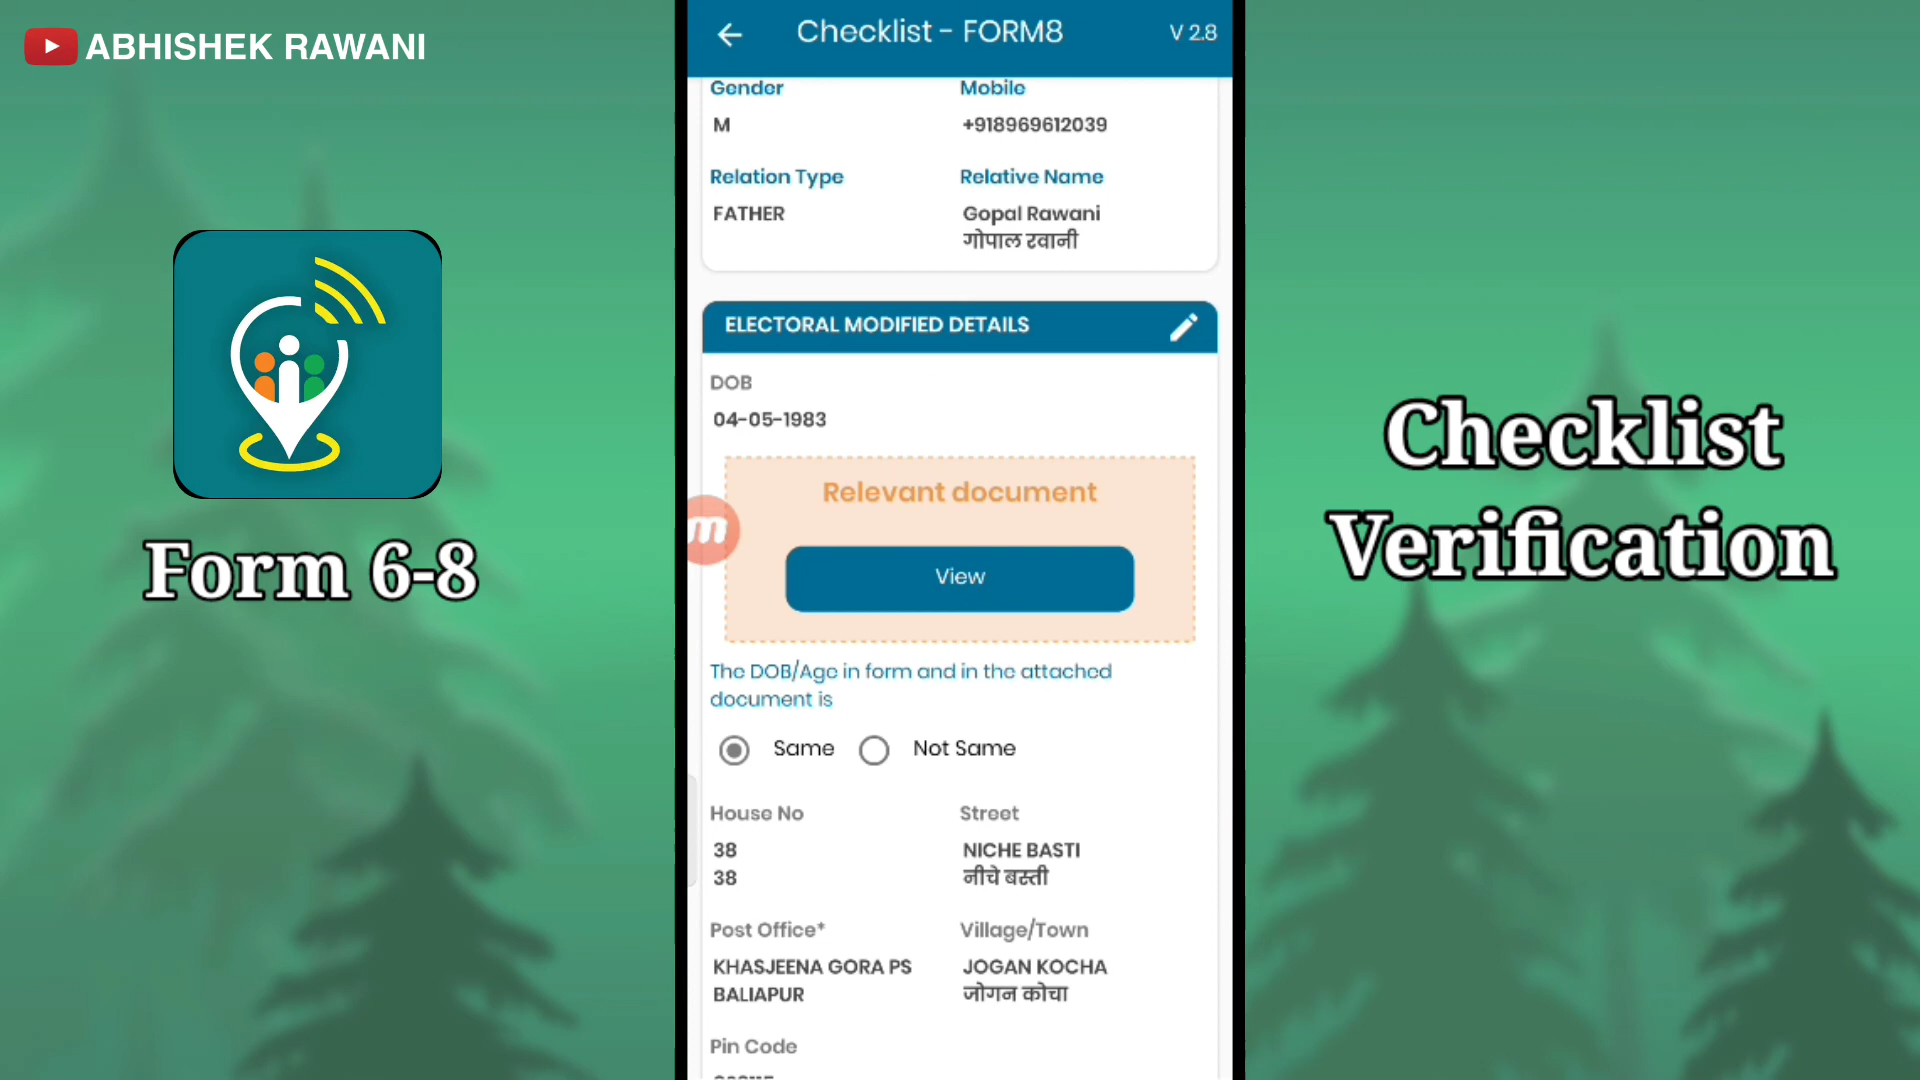 ABHISHEK RAWANI
Form 6-8
Checklist - FORM8
V 2.8
Gender
Mobile
M
+918969612039
Relation Type
Relative Name
FATHER
Gopal Rawani
गोपाल रवानी
ELECTORAL MODIFIED DETAILS
DOB
04-05-1983
Relevant document
m
View
The DOB/Age in form and in the attached
document is
Same
Not Same
House No
Street
38
NICHE BASTI
38
नीचे बस्ती
Post Office*
Village/Town
KHASJEENA GORA PS
JOGAN KOCHA
BALIAPUR
जोगन कोचा
Pin Code
Checklist
Verification